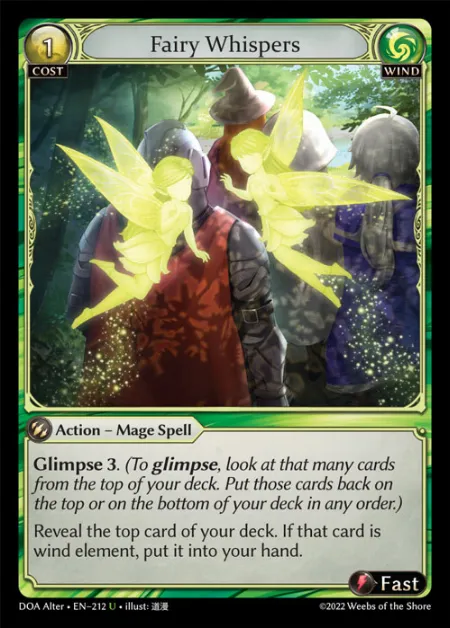 1
Fairy Whispers
COST
WIND
Action – Mage Spell
Glimpse 3. (To glimpse, look at that many cards
from the top of your deck. Put those cards back on
the top or on the bottom of your deck in any order.)
Reveal the top card of your deck. If that card is
wind element, put it into your hand.
Fast
DOA Alter • EN-212 U • illust: 道漫
©2022 Weebs of the Shore